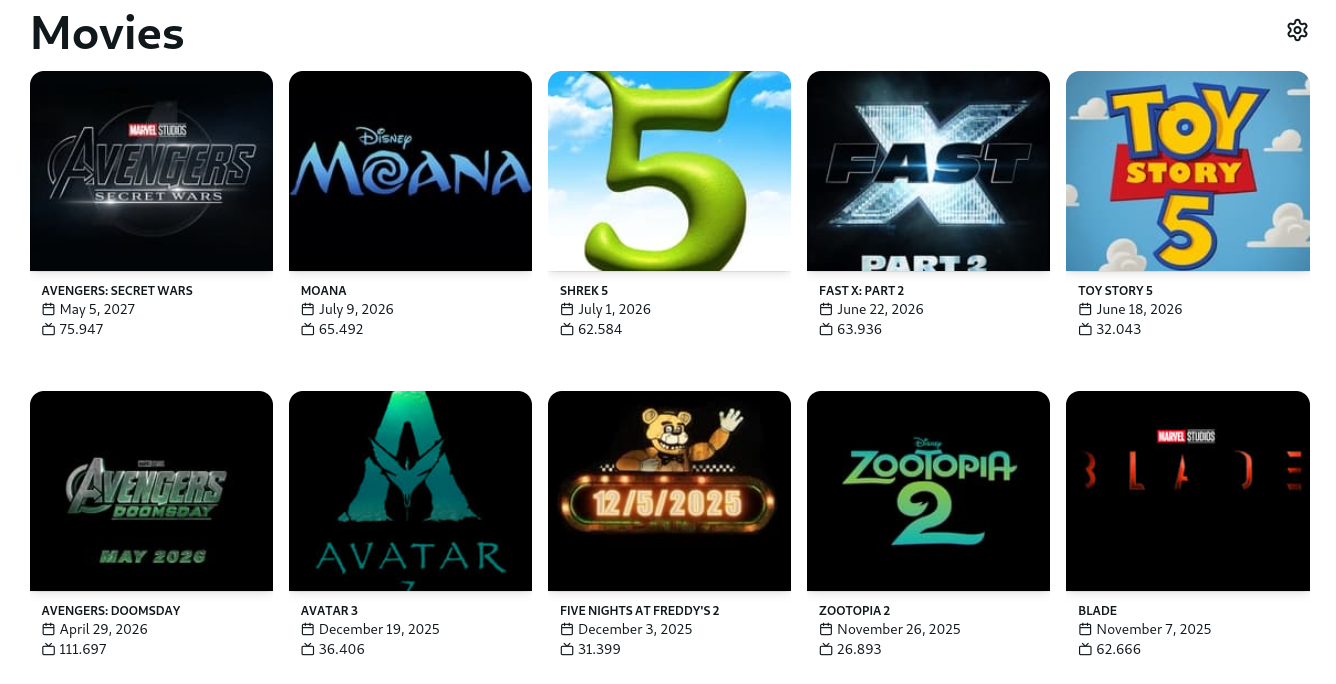 Movies
MARVEL STUDIOS
AVENGERS
SECRET WARS
AVENGERS: SECRET WARS
May 5, 2027
75.947
Disney
MOANA
MOANA
July 9, 2026
65.492
5
SHREK 5
July 1, 2026
62.584
FAST X
PART 2
FAST X: PART 2
June 22, 2026
63.936
TOY
STORY
5
TOY STORY 5
June 18, 2026
32.043
AVENGERS
DOOMSDAY
MAY 2026
AVENGERS: DOOMSDAY
April 29, 2026
111.697
AVATAR
AVATAR 3
December 19, 2025
36.406
12/5/2025
FIVE NIGHTS AT FREDDY'S 2
December 3, 2025
31.399
Disney
ZOOTOPIA
2
ZOOTOPIA 2
November 26, 2025
26.893
MARVEL STUDIOS
BLADE
BLADE
November 7, 2025
62.666